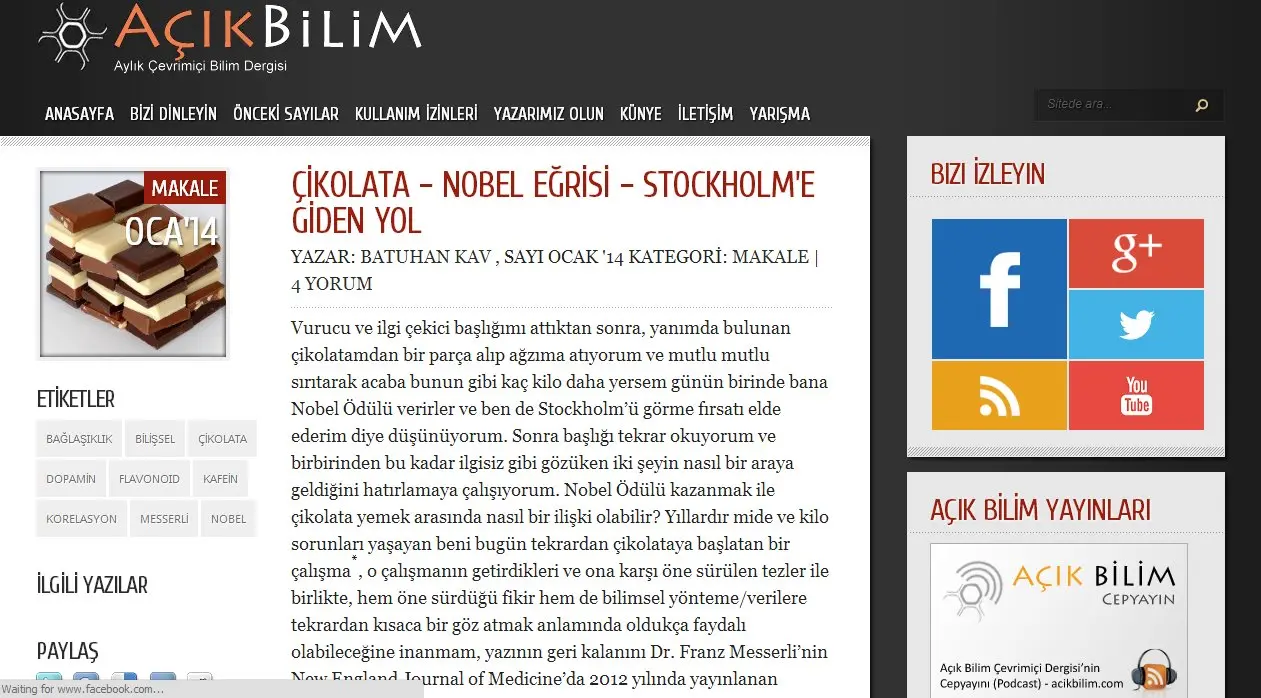 AÇIKBİLİM
Aylık Çevrimiçi Bilim Dergisi
ANASAYFA BİZİ DİNLEYİN ÖNCEKİ SAYILAR KULLANIM İZİNLERİ YAZARIMIZ OLUN KÜNYE İLETİŞİM YARIŞMA
Sitede ara...
MAKALE
OCA'14
ETİKETLER
BAĞLAŞIKLIK BİLİŞSEL ÇİKOLATA
DOPAMİN FLAVONOID KAFEİN
KORELASYON MESSERLİ NOBEL
İLGİLİ YAZILAR
PAYLAŞ
ÇİKOLATA – NOBEL EĞRİSİ – STOCKHOLM'E
GİDEN YOL
YAZAR: BATUHAN KAV , SAYI OCAK '14 KATEGORİ: MAKALE |
4 YORUM
Vurucu ve ilgi çekici başlığımı attıktan sonra, yanımda bulunan
çikolatamdan bir parça alıp ağzıma atıyorum ve mutlu mutlu
sırıtarak acaba bunun gibi kaç kilo daha yersem günün birinde bana
Nobel Ödülü verirler ve ben de Stockholm’ü görme fırsatı elde
ederim diye düşünüyorum. Sonra başlığı tekrar okuyorum ve
birbirinden bu kadar ilgisiz gibi gözüken iki şeyin nasıl bir araya
geldiğini hatırlamaya çalışıyorum. Nobel Ödülü kazanmak ile
çikolata yemek arasında nasıl bir ilişki olabilir? Yıllardır mide ve kilo
sorunları yaşayan beni bugün tekrardan çikolataya başlatan bir
çalışma*, o çalışmanın getirdikleri ve ona karşı öne sürülen tezler ile
birlikte, hem öne sürdüğü fikir hem de bilimsel yönteme/verilere
tekrardan kısaca bir göz atmak anlamında oldukça faydalı
olabileceğine inanmam, yazının geri kalanını Dr. Franz Messerli’nin
New England Journal of Medicine’da 2012 yılında yayınlanan
BIZI İZLEYIN
f
g+
You
Tube
AÇIK BİLİM YAYINLARI
AÇIK BİLİM
CEPYAYIN
Açık Bilim Çevrimiçi Dergisi’nin
Cepyayını (Podcast) - acikbilim.com
Waiting for www.facebook.com...